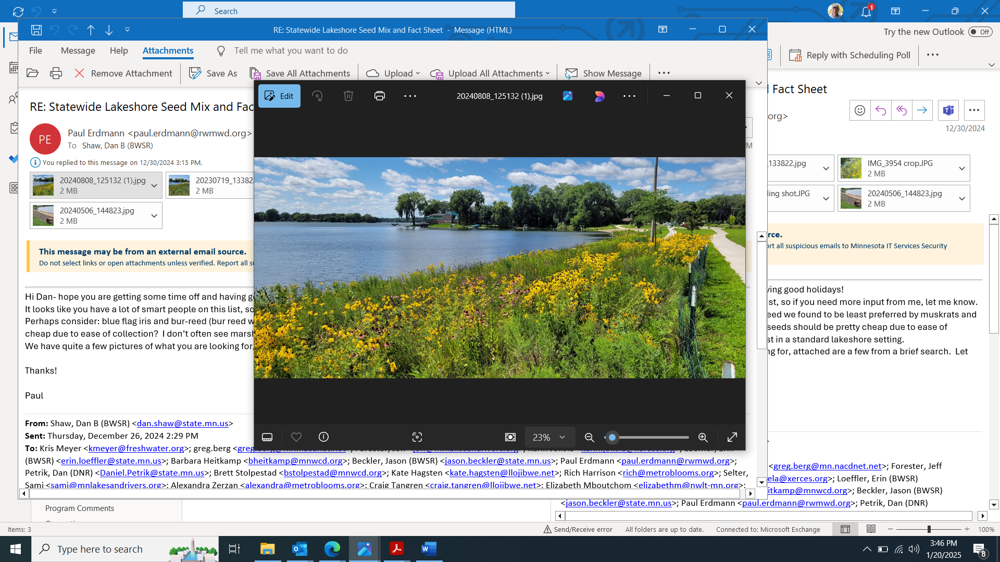 Search
1
RE: Statewide Lakeshore Seed Mix and Fact Sheet - Message (HTML)
Try the new Outlook
Off
File Message Help Attachments Tell me what you want to do
Reply with Scheduling Poll
Remove Attachment Save As Save All Attachments Upload Upload All Attachments Show Message
Edit 20240808_125132 (1).jpg
Fact Sheet
RE: Statewide Lakeshore Seed Mix and Fac
org>
12/30/2024
PE
Paul Erdmann <paul.erdmann@rwmwd.org>
To Shaw, Dan B (BWSR)
M
You replied to this message on 12/30/2024 3:15 PM.
20240808_125132 (1).jpg
2 MB
20230719_13382
2 MB
20240506_144823.jpg
2 MB
_133822.jpg
IMG_3954 crop.JPG
2 MB
ling shot.JPG
20240506_144823.jpg
2 MB
This message may be from an external email source.
Do not select links or open attachments unless verified. Report all su
rce.
ort all suspicious emails to Minnesota IT Services Security
Hi Dan- hope you are getting some time off and having g
It looks like you have a lot of smart people on this list, so
Perhaps consider: blue flag iris and bur-reed (bur reed w
cheap due to ease of collection? I don’t often see marsh
We have quite a few pictures of what you are looking for,
Thanks!
Paul
ving good holidays!
st, so if you need more input from me, let me know.
eed we found to be least preferred by muskrats and
seeds should be pretty cheap due to ease of
st in a standard lakeshore setting.
ng for, attached are a few from a brief search. Let
23%
From: Shaw, Dan B (BWSR) <dan.shaw@state.mn.us>
Sent: Thursday, December 26, 2024 2:29 PM
To: Kris Meyer <kmeyer@freshwater.org>; greg.berg
(BWSR) <erin.loeffler@state.mn.us>; Barbara Heitkamp <bheitkamp@mnwcd.org>; Beckler, Jason (BWSR) <jason.beckler@state.mn.us>; Paul Erdmann <paul.erdmann@rwmwd.org>;
Petrik, Dan (DNR) <Daniel.Petrik@state.mn.us>; Brett Stolpestad <bstolpestad@mnwcd.org>; Kate Hagsten <kate.hagsten@llojibwe.net>; Rich Harrison <rich@metroblooms.org>; Selter,
Sami <sami@mnlakesandrivers.org>; Alexandra Zerzan <alexandra@metroblooms.org>; Craig Tangren <craig.tangren@llojibwe.net>; Elizabeth Mboutchom <elizabethm@nwlt-mn.org>;
<greg.berg@mn.nacdnet.net>; Forester, Jeff
ela@xerces.org>; Loeffler, Erin (BWSR)
itkamp@mnwcd.org>; Beckler, Jason (BWSR)
<jason.beckler@state.mn.us>; Paul Erdmann <paul.erdmann@rwmwd.org>; Petrik, Dan (DNR)
Program Comments
Items: 3
Send/Receive error All folders are up to date. Connected to: Microsoft Exchange 100%
Type here to search
3:46 PM
1/20/2025
8